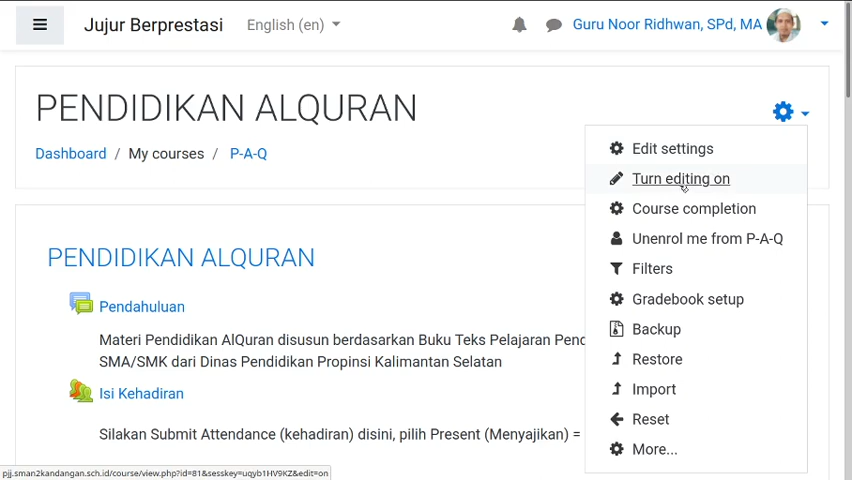 Jujur Berprestasi English (en) Guru Noor Ridhwan, SPd, MA
PENDIDIKAN ALQURAN
Dashboard / My courses / P-A-Q
Edit settings
Turn editing on
Course completion
Unenrol me from P-A-Q
Filters
Gradebook setup
Backup
Restore
Import
Reset
More...
PENDIDIKAN ALQURAN
Pendahuluan
Materi Pendidikan AlQuran disusun berdasarkan Buku Teks Pelajaran Pend
SMA/SMK dari Dinas Pendidikan Propinsi Kalimantan Selatan
Isi Kehadiran
Silakan Submit Attendance (kehadiran) disini, pilih Present (Menyajikan) =
pjj.sman2kandangan.sch.id/course/view.php?id=81&sesskey=uqyb1HV9KZ&edit=on